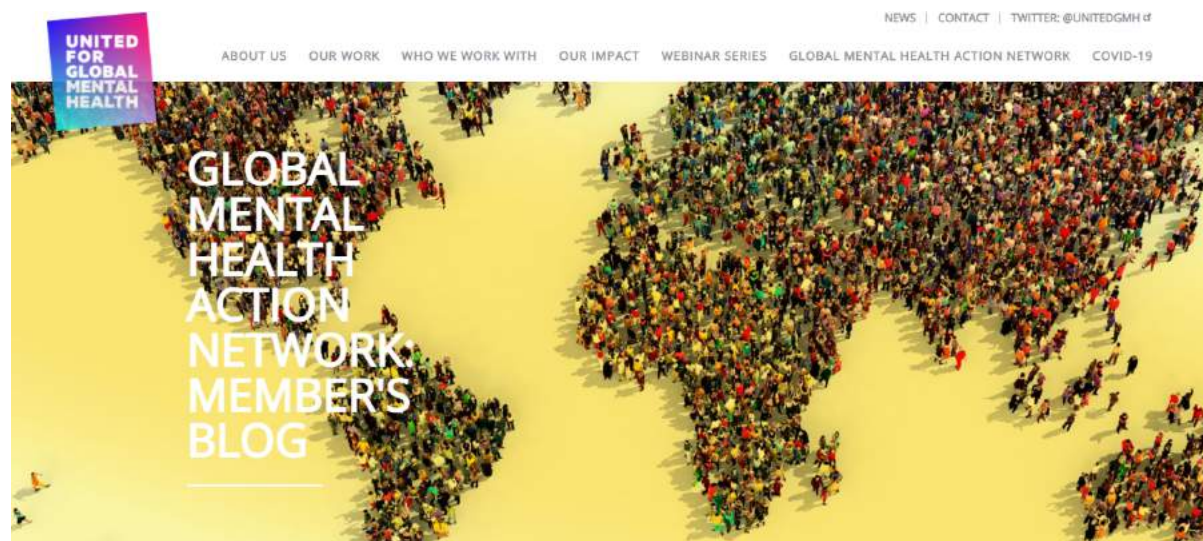 NEWS | CONTACT | TWITTER: @UNITEDGMH
UNITED
FOR
GLOBAL
MENTAL
HEALTH
ABOUT US OUR WORK WHO WE WORK WITH OUR IMPACT WEBINAR SERIES GLOBAL MENTAL HEALTH ACTION NETWORK COVID-19
GLOBAL
MENTAL
HEALTH
ACTION
NETWORK:
MEMBER'S
BLOG